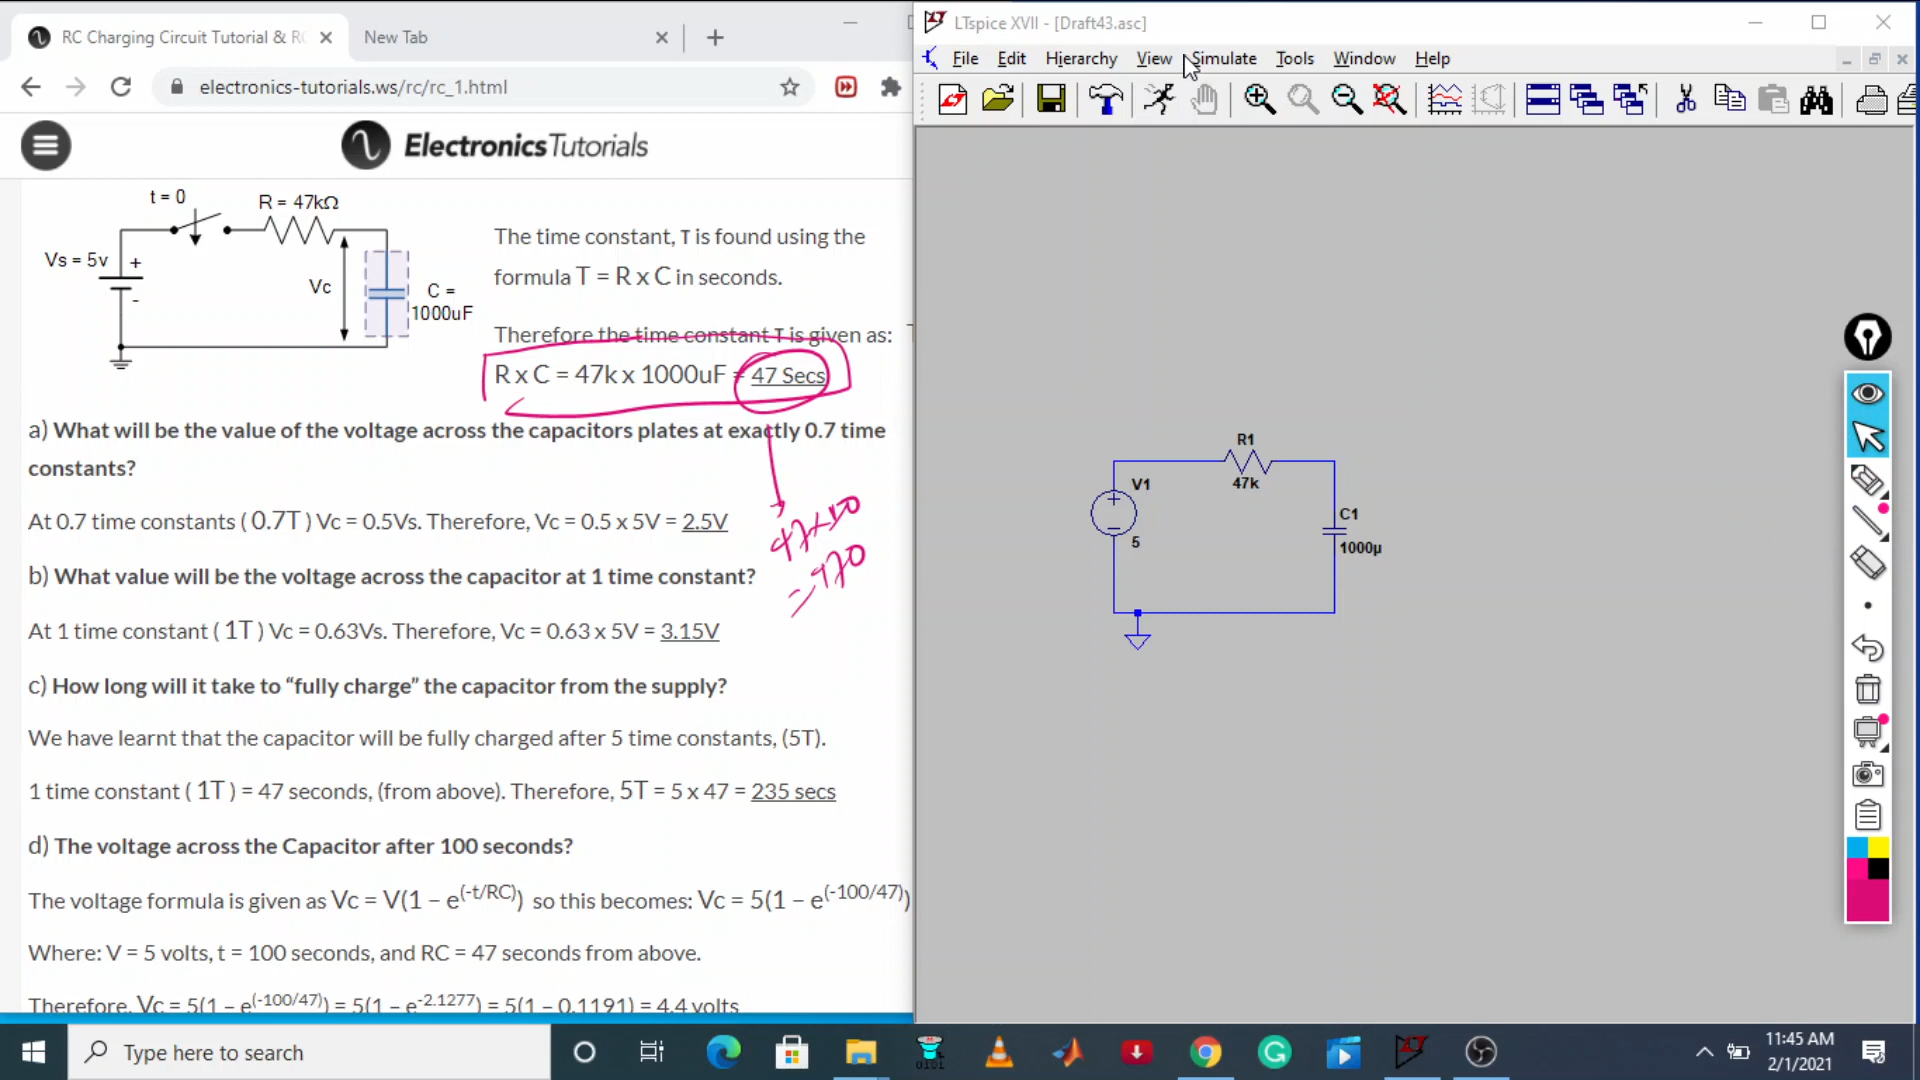 RC Charging Circuit Tutorial & RC
New Tab
electronics-tutorials.ws/rc/rc_1.html
ElectronicsTutorials
t = 0
R = 47kΩ
Vs = 5v
+
-
Vc
C =
1000uF
The time constant, τ is found using the
formula T = R x C in seconds.
Therefore the time constant τ is given as: T
R x C = 47k x 1000uF = 47 Secs
a) What will be the value of the voltage across the capacitors plates at exactly 0.7 time
constants?
At 0.7 time constants ( 0.7T ) Vc = 0.5Vs. Therefore, Vc = 0.5 x 5V = 2.5V
47x10
=470
b) What value will be the voltage across the capacitor at 1 time constant?
At 1 time constant ( 1T ) Vc = 0.63Vs. Therefore, Vc = 0.63 x 5V = 3.15V
c) How long will it take to “fully charge” the capacitor from the supply?
We have learnt that the capacitor will be fully charged after 5 time constants, (5T).
1 time constant ( 1T ) = 47 seconds, (from above). Therefore, 5T = 5 x 47 = 235 secs
d) The voltage across the Capacitor after 100 seconds?
The voltage formula is given as Vc = V(1 – e(-t/RC)) so this becomes: Vc = 5(1 – e(-100/47))
Where: V = 5 volts, t = 100 seconds, and RC = 47 seconds from above.
Therefore, Vc = 5(1 – e(-100/47)) = 5(1 – e-2.1277) = 5(1 – 0.1191) = 4.4 volts
LTspice XVII - [Draft43.asc]
File Edit Hierarchy View Simulate Tools Window Help
R1
47k
V1
5
C1
1000µ
Type here to search
0101
11:45 AM
2/1/2021